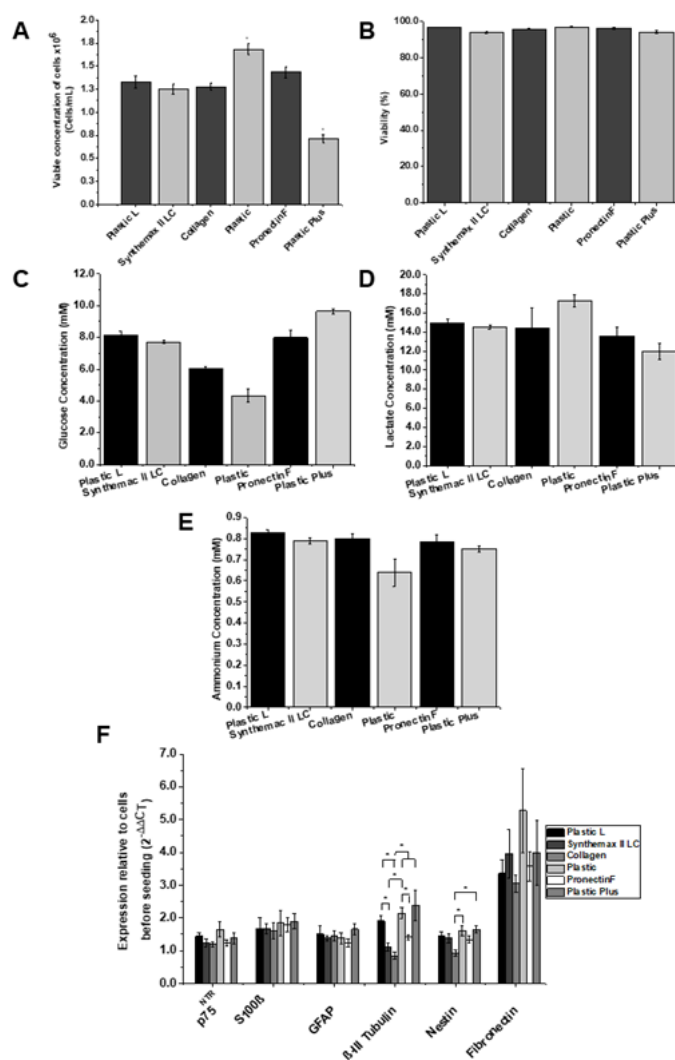 A
Viable concentration of cells x10⁶
(Cells/mL)
2.0
1.8
1.5
1.3
1.0
0.8
0.5
0.3
0.0
*
*
Plastic L
Synthemax II LC
Collagen
Plastic
PronectinF
Plastic Plus
B
Viability (%)
100.0
80.0
60.0
40.0
20.0
0.0
Plastic L
Synthemax II LC
Collagen
Plastic
PronectinF
Plastic Plus
C
Glucose Concentration (mM)
12.0
10.0
8.0
6.0
4.0
2.0
0.0
Plastic L
Synthemac II LC
Collagen
Plastic
PronectinF
Plastic Plus
D
Lactate Concentration (mM)
20.0
18.0
16.0
14.0
12.0
10.0
8.0
6.0
4.0
2.0
0.0
Plastic L
Synthemac II LC
Collagen
Plastic
PronectinF
Plastic Plus
E
Ammonium Concentration (mM)
0.9
0.8
0.7
0.6
0.5
0.4
0.3
0.2
0.1
0.0
Plastic L
Synthemac II LC
Collagen
Plastic
PronectinF
Plastic Plus
F
Expression relative to cells
before seeding (2^-ΔΔCT)
7.0
6.0
5.0
4.0
3.0
2.0
1.0
0.0
* * * * * *
* *
Plastic L
Synthemax II LC
Collagen
Plastic
PronectinF
Plastic Plus
p75 NTR
S100ß
GFAP
ß-III Tubulin
Nestin
Fibronectin